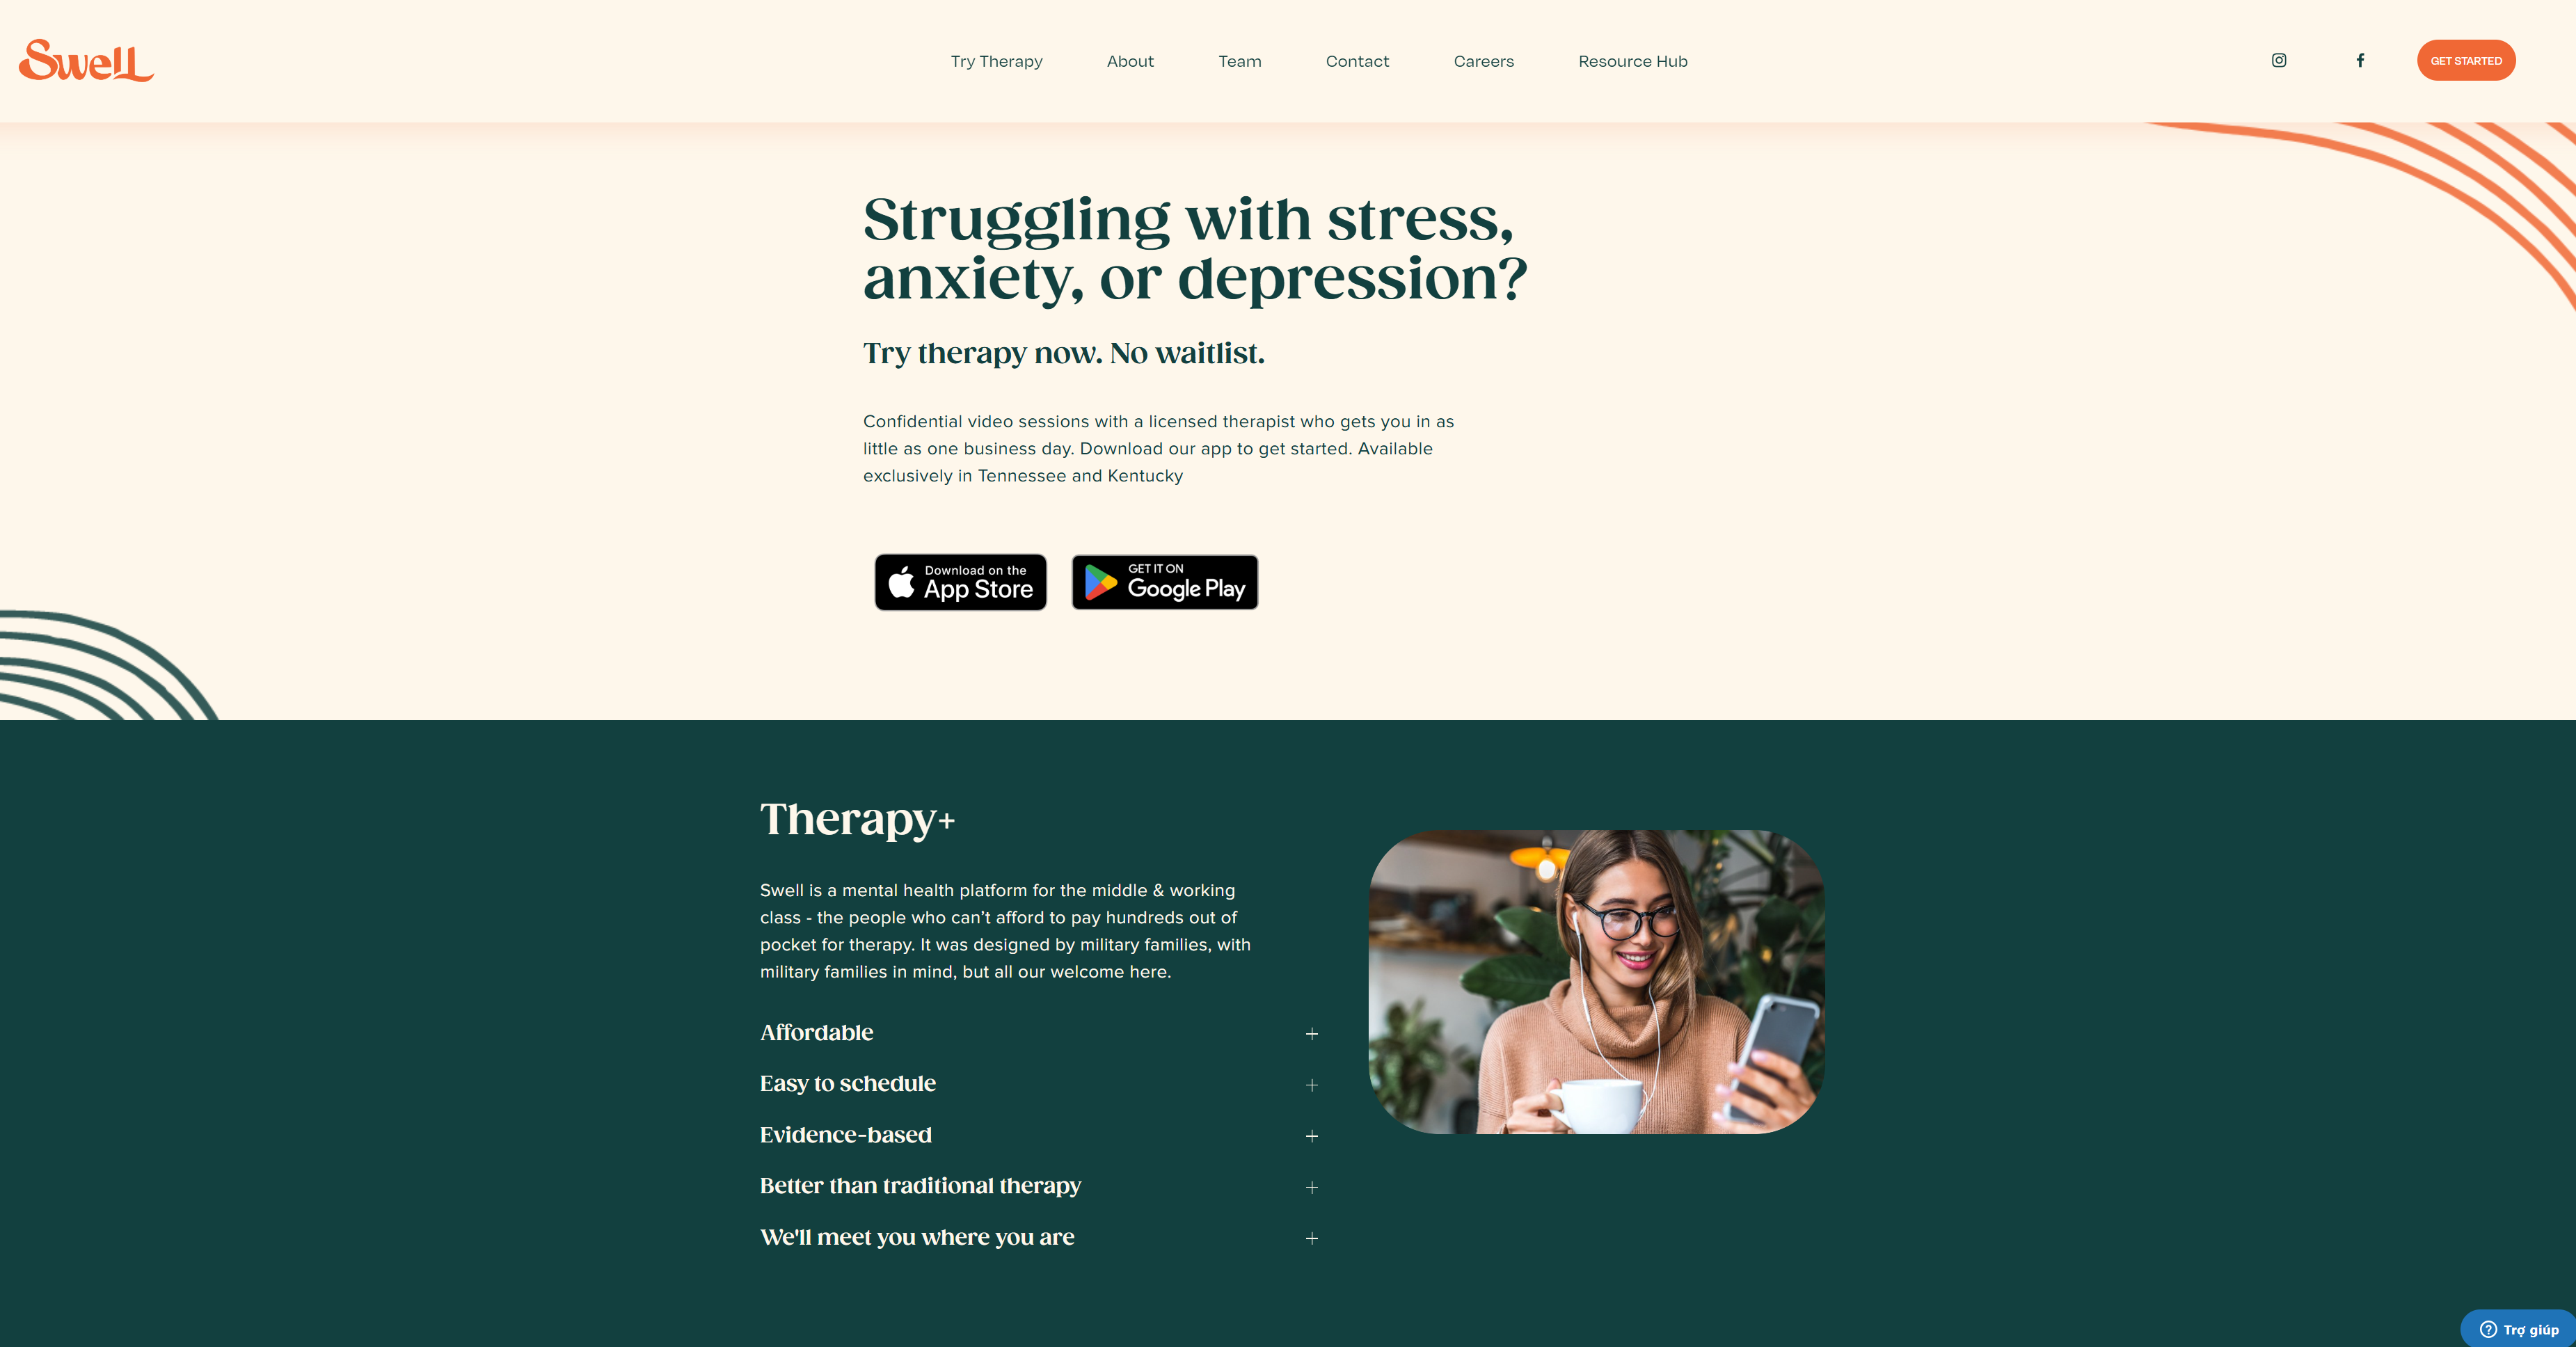 Swell
Try Therapy
About
Team
Contact
Careers
Resource Hub
GET STARTED
Struggling with stress,
anxiety, or depression?
Try therapy now. No waitlist.
Confidential video sessions with a licensed therapist who gets you in as
little as one business day. Download our app to get started. Available
exclusively in Tennessee and Kentucky
Download on the
App Store
GET IT ON
Google Play
Therapy+
Swell is a mental health platform for the middle & working
class - the people who can’t afford to pay hundreds out of
pocket for therapy. It was designed by military families, with
military families in mind, but all our welcome here.
Affordable
Easy to schedule
Evidence-based
Better than traditional therapy
We'll meet you where you are
Trợ giúp